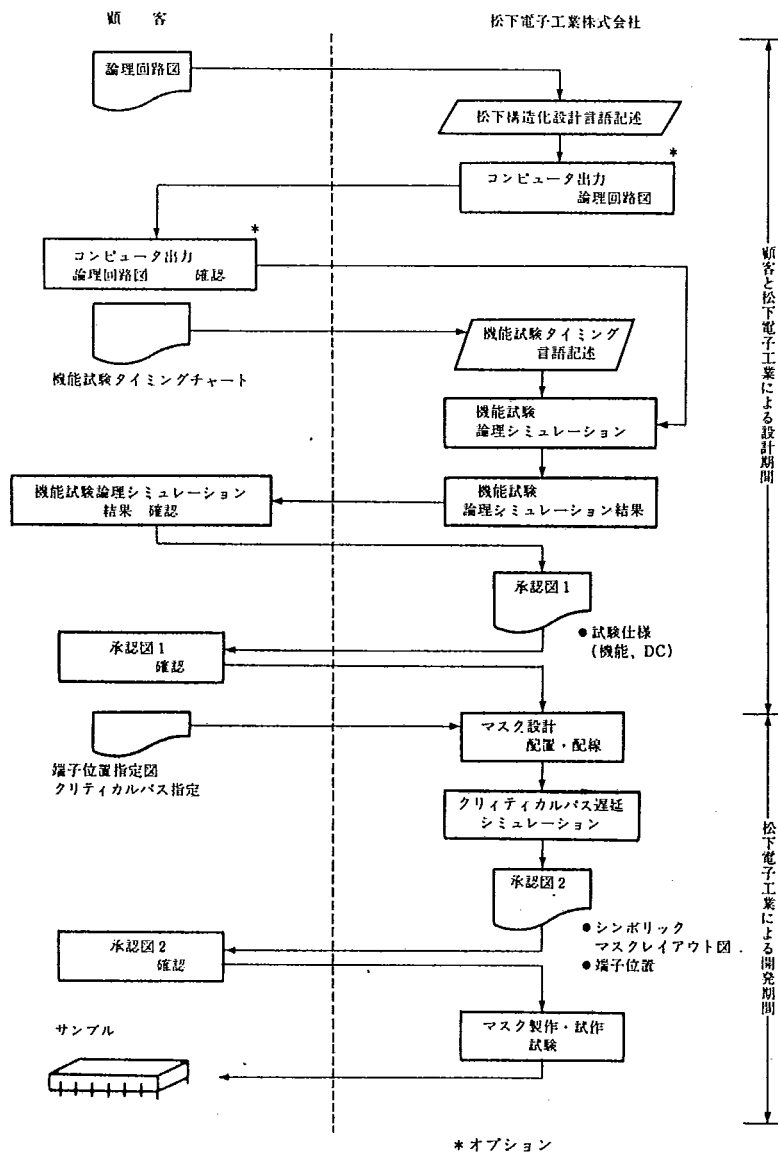 顧 客
松下電子工業株式会社
論理回路図
松下構造化設計言語記述
*
コンピュータ出力
論理回路図
*
コンピュータ出力
論理回路図 確認
機能試験タイミング
言語記述
機能試験タイミングチャート
機能試験
論理シミュレーション
機能試験論理シミュレーション
結果 確認
機能試験
論理シミュレーション結果
承認図1
●試験仕様
(機能、DC)
承認図1
確認
顧客と松下電子工業による設計期間
マスク設計
配置・配線
端子位置指定図
クリティカルパス指定
クリィティカルパス遅延
シミュレーション
承認図2
●シンボリック
マスクレイアウト図
●端子位置
承認図2
確認
マスク製作・試作
試験
サンプル
松下電子工業による開発期間
*オプション